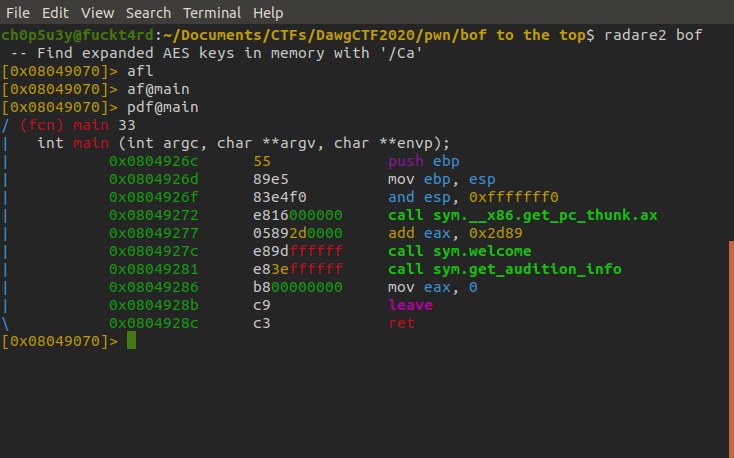 File Edit View Search Terminal Help
ch0p5u3y@fuckt4rd:~/Documents/CTFs/DawgCTF2020/pwn/bof to the top$ radare2 bof
 -- Find expanded AES keys in memory with '/Ca'
[0x08049070]> afl
[0x08049070]> af@main
[0x08049070]> pdf@main
/ (fcn) main 33
|   int main (int argc, char **argv, char **envp);
|           0x0804926c      55             push ebp
|           0x0804926d      89e5           mov ebp, esp
|           0x0804926f      83e4f0         and esp, 0xfffffff0
|           0x08049272      e816000000     call sym.__x86.get_pc_thunk.ax
|           0x08049277      05892d0000     add eax, 0x2d89
|           0x0804927c      e89dffffff     call sym.welcome
|           0x08049281      e83effffff     call sym.get_audition_info
|           0x08049286      b800000000     mov eax, 0
|           0x0804928b      c9             leave
\           0x0804928c      c3             ret
[0x08049070]>